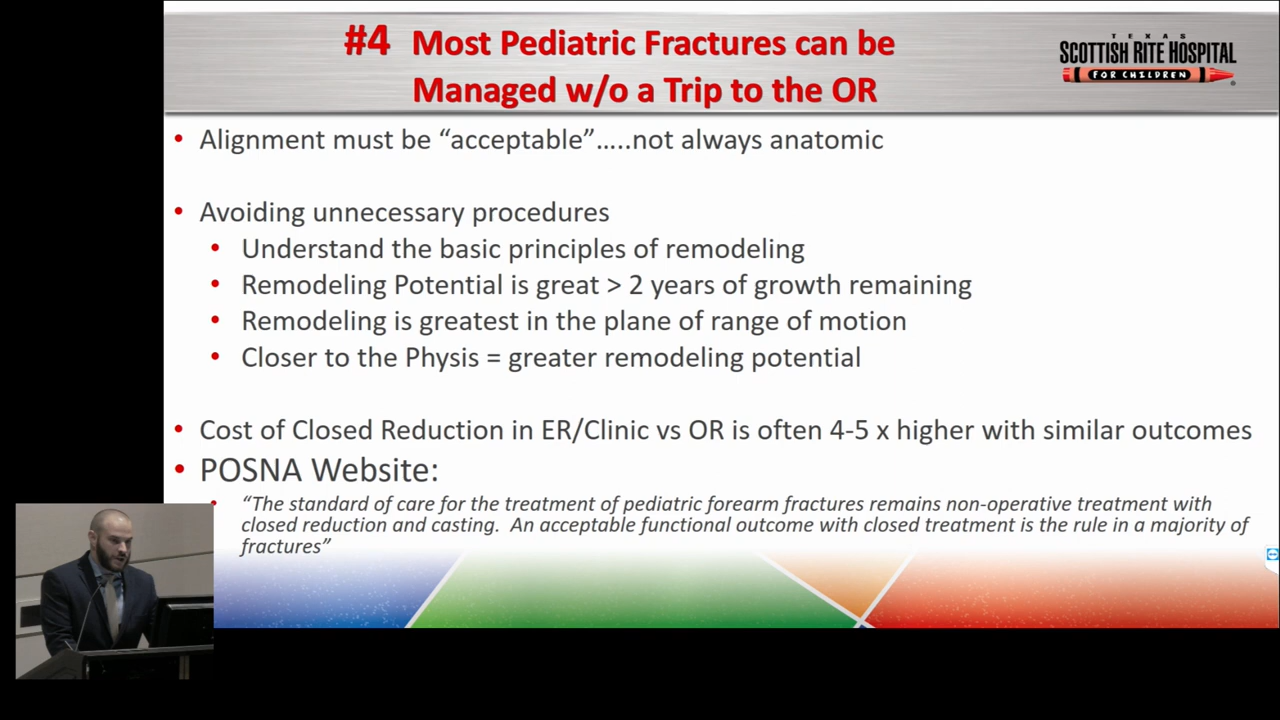 #4 Most Pediatric Fractures can be
Managed w/o a Trip to the OR
TEXAS
SCOTTISH RITE HOSPITAL
FOR CHILDREN
• Alignment must be “acceptable”…..not always anatomic
• Avoiding unnecessary procedures
• Understand the basic principles of remodeling
• Remodeling Potential is great > 2 years of growth remaining
• Remodeling is greatest in the plane of range of motion
• Closer to the Physis = greater remodeling potential
• Cost of Closed Reduction in ER/Clinic vs OR is often 4-5 x higher with similar outcomes
• POSNA Website:
• “The standard of care for the treatment of pediatric forearm fractures remains non-operative treatment with
closed reduction and casting. An acceptable functional outcome with closed treatment is the rule in a majority of
fractures”